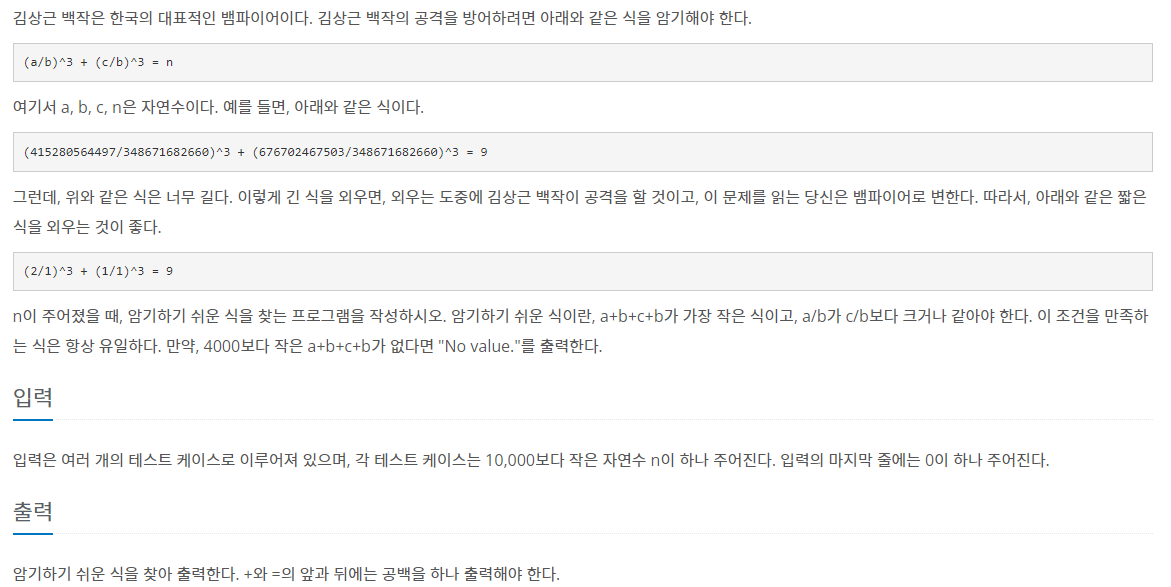 김상근 백작은 한국의 대표적인 뱀파이어이다. 김상근 백작의 공격을 방어하려면 아래와 같은 식을 암기해야 한다.
(a/b)^3 + (c/b)^3 = n
여기서 a, b, c, n은 자연수이다. 예를 들면, 아래와 같은 식이다.
(415280564497/348671682660)^3 + (676702467503/348671682660)^3 = 9
그런데, 위와 같은 식은 너무 길다. 이렇게 긴 식을 외우면, 외우는 도중에 김상근 백작이 공격을 할 것이고, 이 문제를 읽는 당신은 뱀파이어로 변한다. 따라서, 아래와 같은 짧은
식을 외우는 것이 좋다.
(2/1)^3 + (1/1)^3 = 9
n이 주어졌을 때, 암기하기 쉬운 식을 찾는 프로그램을 작성하시오. 암기하기 쉬운 식이란, a+b+c+b가 가장 작은 식이고, a/b가 c/b보다 크거나 같아야 한다. 이 조건을 만족하
는 식은 항상 유일하다. 만약, 4000보다 작은 a+b+c+b가 없다면 "No value."를 출력한다.
입력
입력은 여러 개의 테스트 케이스로 이루어져 있으며, 각 테스트 케이스는 10,000보다 작은 자연수 n이 하나 주어진다. 입력의 마지막 줄에는 0이 하나 주어진다.
출력
암기하기 쉬운 식을 찾아 출력한다. +와 =의 앞과 뒤에는 공백을 하나 출력해야 한다.